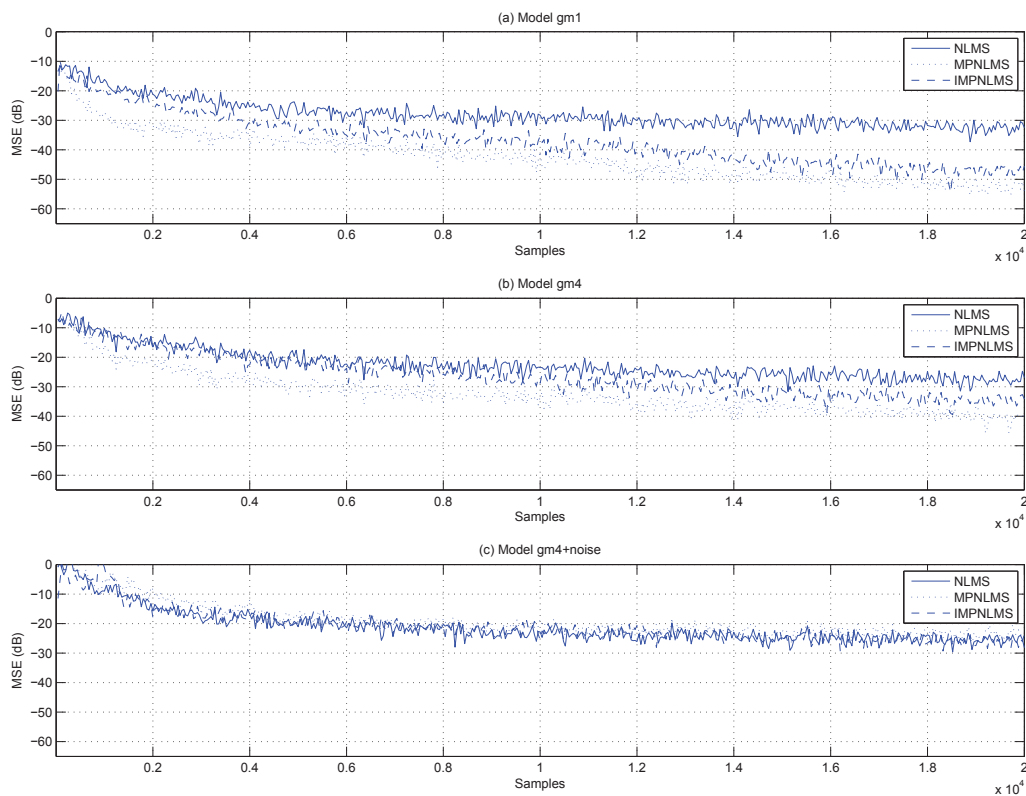 (a) Model gm1
0
−10
−20
−30
−40
−50
−60
MSE (dB)
NLMS
MPNLMS
IMPNLMS
0.2 0.4 0.6 0.8 1 1.2 1.4 1.6 1.8 2
Samples
x 10^4
(b) Model gm4
0
−10
−20
−30
−40
−50
−60
MSE (dB)
NLMS
MPNLMS
IMPNLMS
0.2 0.4 0.6 0.8 1 1.2 1.4 1.6 1.8 2
Samples
x 10^4
(c) Model gm4+noise
0
−10
−20
−30
−40
−50
−60
MSE (dB)
NLMS
MPNLMS
IMPNLMS
0.2 0.4 0.6 0.8 1 1.2 1.4 1.6 1.8 2
Samples
x 10^4